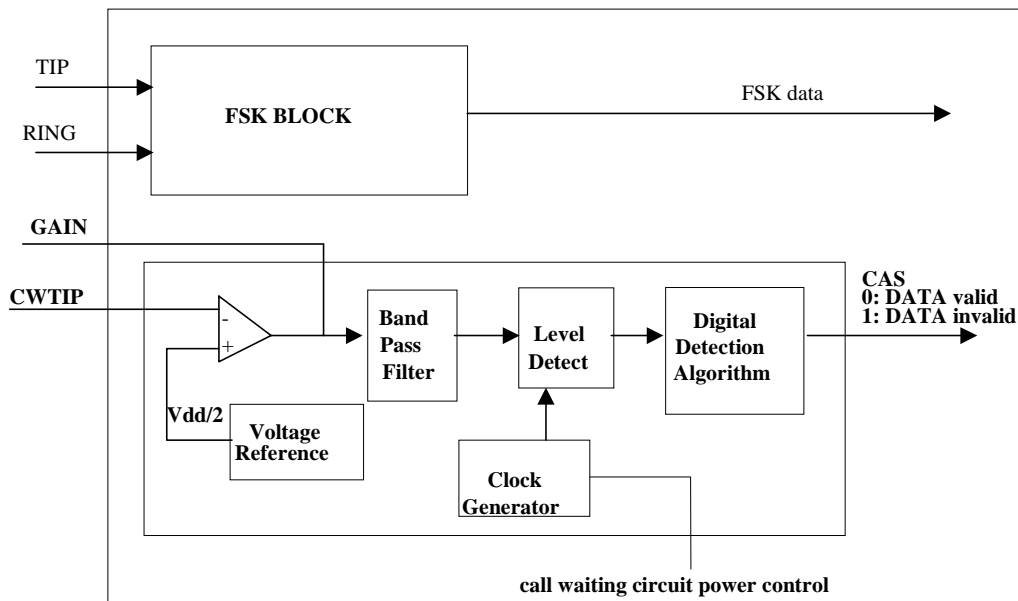 TIP
FSK BLOCK
FSK data
RING
GAIN
CWTIP
-
+
Band
Pass
Filter
Level
Detect
Digital
Detection
Algorithm
CAS
0: DATA valid
1: DATA invalid
Vdd/2
Voltage
Reference
Clock
Generator
call waiting circuit power control